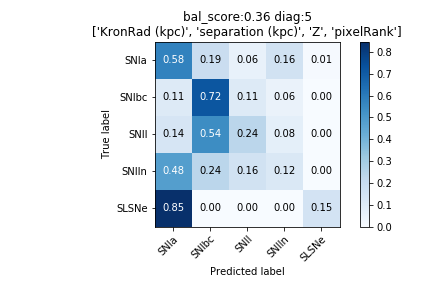 bal_score:0.36 diag:5
['KronRad (kpc)', 'separation (kpc)', 'Z', 'pixelRank']
True label
SNIa 0.58 0.19 0.06 0.16 0.01
SNIbc 0.11 0.72 0.11 0.06 0.00
SNII 0.14 0.54 0.24 0.08 0.00
SNIIn 0.48 0.24 0.16 0.12 0.00
SLSNe 0.85 0.00 0.00 0.00 0.15
SNIa SNIbc SNII SNIIn SLSNe
Predicted label
0.8
0.7
0.6
0.5
0.4
0.3
0.2
0.1
0.0